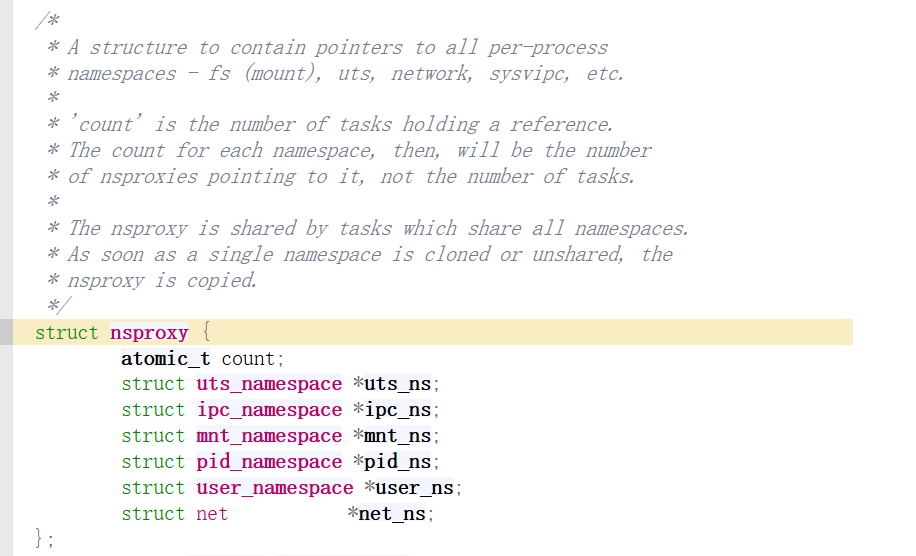 /*
 * A structure to contain pointers to all per-process
 * namespaces - fs (mount), uts, network, sysvipc, etc.
 *
 * 'count' is the number of tasks holding a reference.
 * The count for each namespace, then, will be the number
 * of nsproxies pointing to it, not the number of tasks.
 *
 * The nsproxy is shared by tasks which share all namespaces.
 * As soon as a single namespace is cloned or unshared, the
 * nsproxy is copied.
 */
struct nsproxy {
        atomic_t count;
        struct uts_namespace *uts_ns;
        struct ipc_namespace *ipc_ns;
        struct mnt_namespace *mnt_ns;
        struct pid_namespace *pid_ns;
        struct user_namespace *user_ns;
        struct net           *net_ns;
};